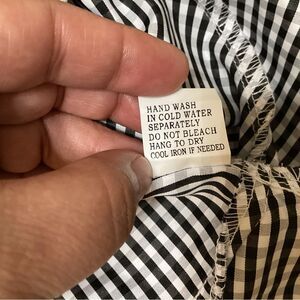 HAND WASH
IN COLD WATER
SEPARATELY
DO NOT BLEACH
HANG TO DRY
COOL IRON IF NEEDED